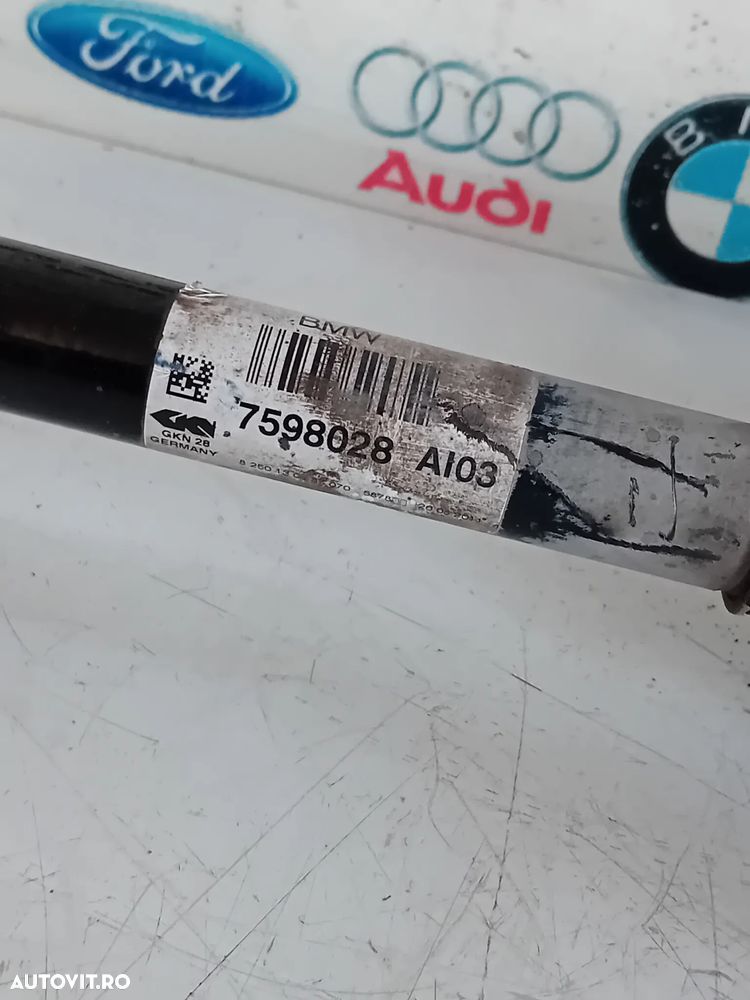 Ford
Audi
B
BMW
7598028 AI03
GKN 28
GERMANY
AUTOVIT.RO